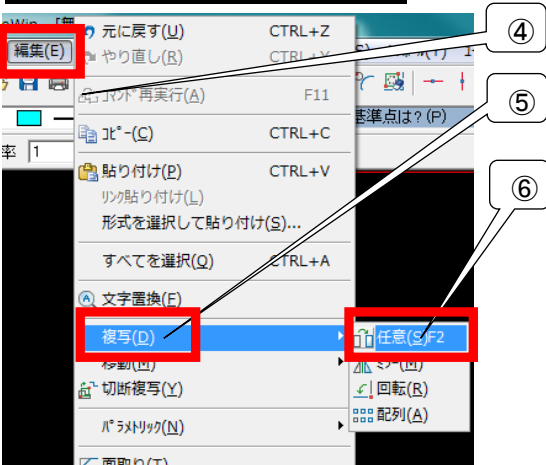 編集(E)
元に戻す(U) CTRL+Z
やり直し(R) CTRL+Y
ｺﾏﾝﾄﾞ再実行(A) F11
ｺﾋﾟｰ(C) CTRL+C
貼り付け(P) CTRL+V
ﾘﾝｸ貼り付け(L)
形式を選択して貼り付け(S)...
すべてを選択(Q) CTRL+A
文字置換(F)
複写(D)
移動(M)
切断複写(Y)
ﾊﾟﾗﾒﾄﾘｯｸ(N)
面取り(T)
任意(S)F2
ﾐﾗｰ(M)
回転(R)
配列(A)
基準点は?(P)
率 1
④
⑤
⑥